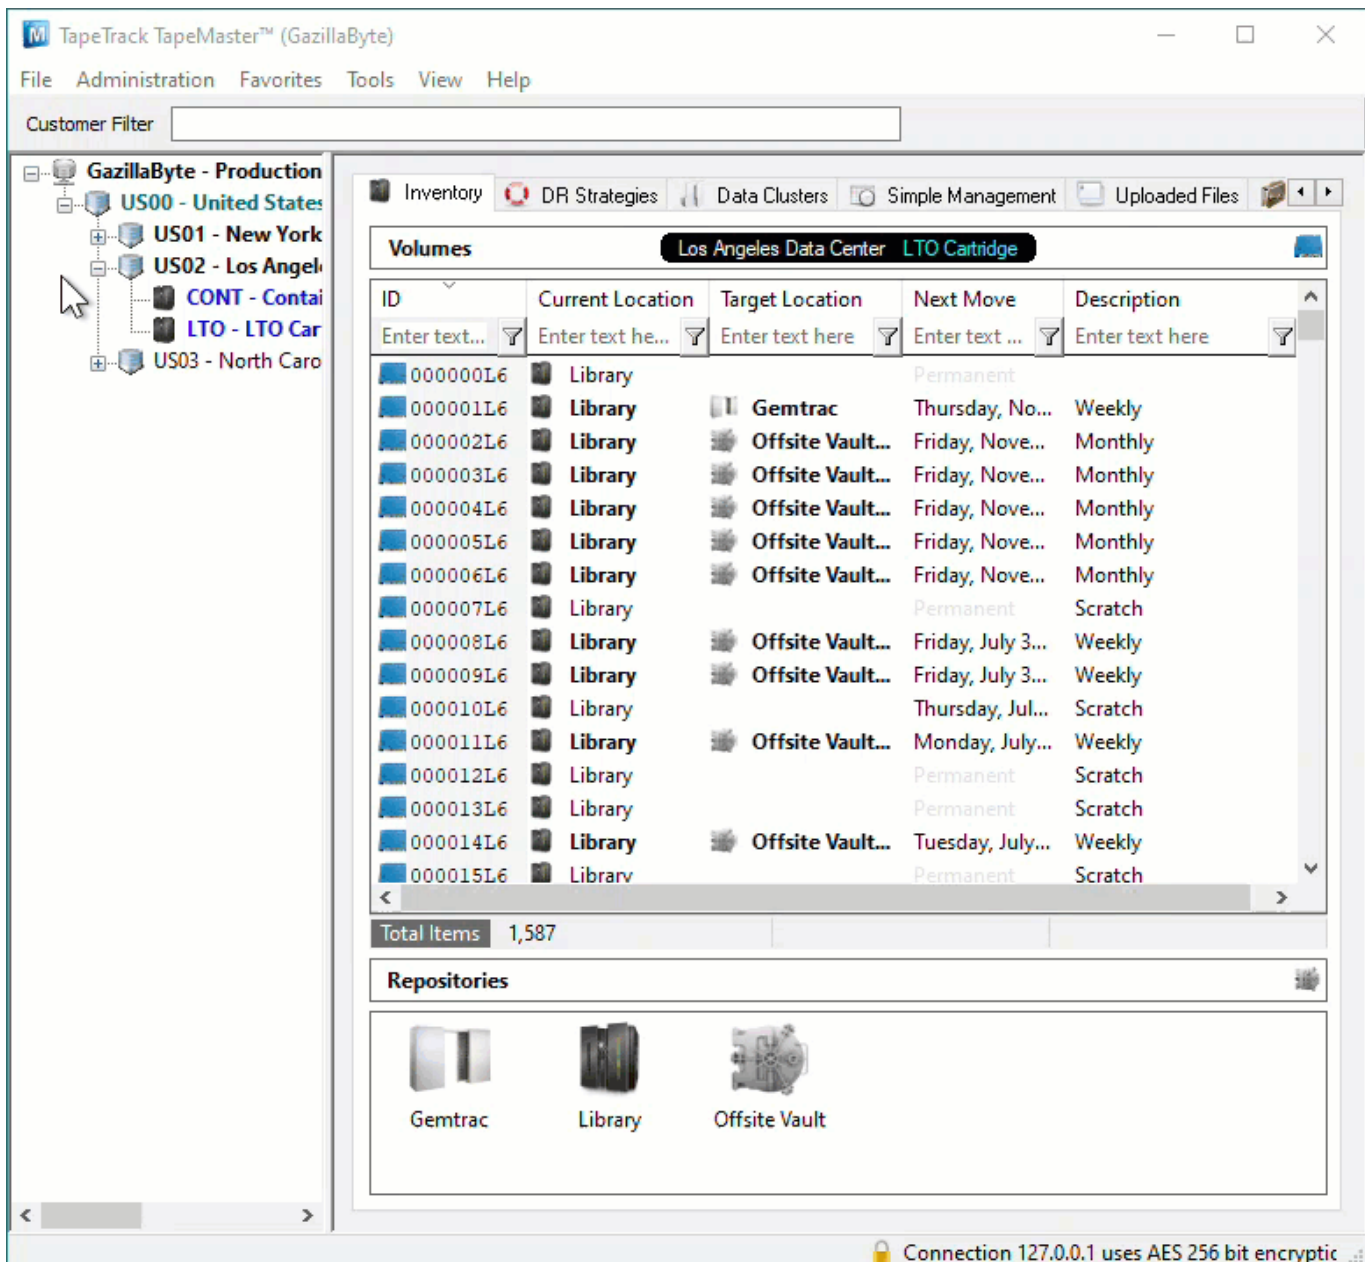 TapeTrack TapeMaster™ (GazillaByte)
File Administration Favorites Tools View Help
Customer Filter
GazillaByte - Production
US00 - United States
US01 - New York
US02 - Los Angel
CONT - Contai
LTO - LTO Car
US03 - North Caro
Inventory DR Strategies Data Clusters Simple Management Uploaded Files
Volumes Los Angeles Data Center LTO Cartridge
ID Current Location Target Location Next Move Description
Enter text... Enter text he... Enter text here Enter text ... Enter text here
000000L6 Library Permanent
000001L6 Library Gemtrac Thursday, No... Weekly
000002L6 Library Offsite Vault... Friday, Nove... Monthly
000003L6 Library Offsite Vault... Friday, Nove... Monthly
000004L6 Library Offsite Vault... Friday, Nove... Monthly
000005L6 Library Offsite Vault... Friday, Nove... Monthly
000006L6 Library Offsite Vault... Friday, Nove... Monthly
000007L6 Library Permanent Scratch
000008L6 Library Offsite Vault... Friday, July 3... Weekly
000009L6 Library Offsite Vault... Friday, July 3... Weekly
000010L6 Library Thursday, Jul... Scratch
000011L6 Library Offsite Vault... Monday, July... Weekly
000012L6 Library Permanent Scratch
000013L6 Library Permanent Scratch
000014L6 Library Offsite Vault... Tuesday, July... Weekly
000015L6 Library Permanent Scratch
Total Items 1,587
Repositories
Gemtrac Library Offsite Vault
Connection 127.0.0.1 uses AES 256 bit encryptic